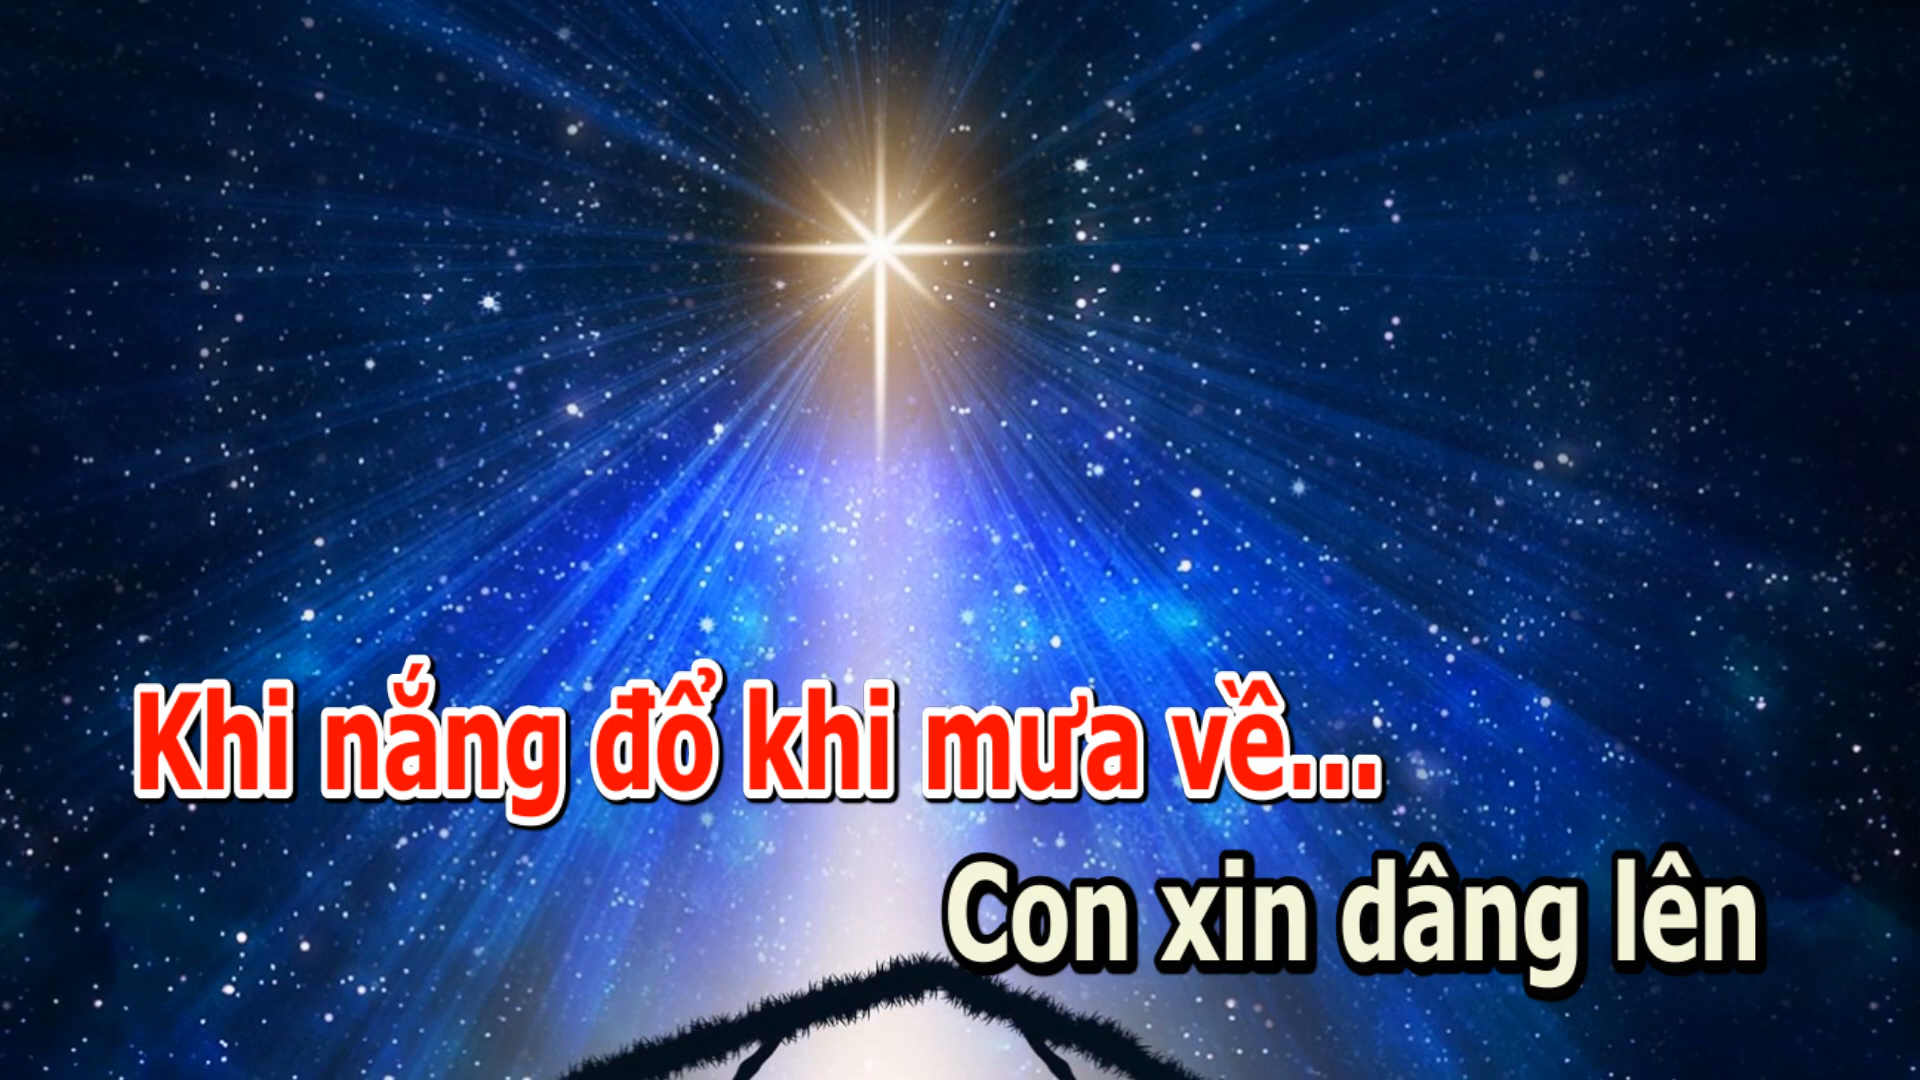 Khi nắng đổ khi mưa về...
Con xin dâng lên